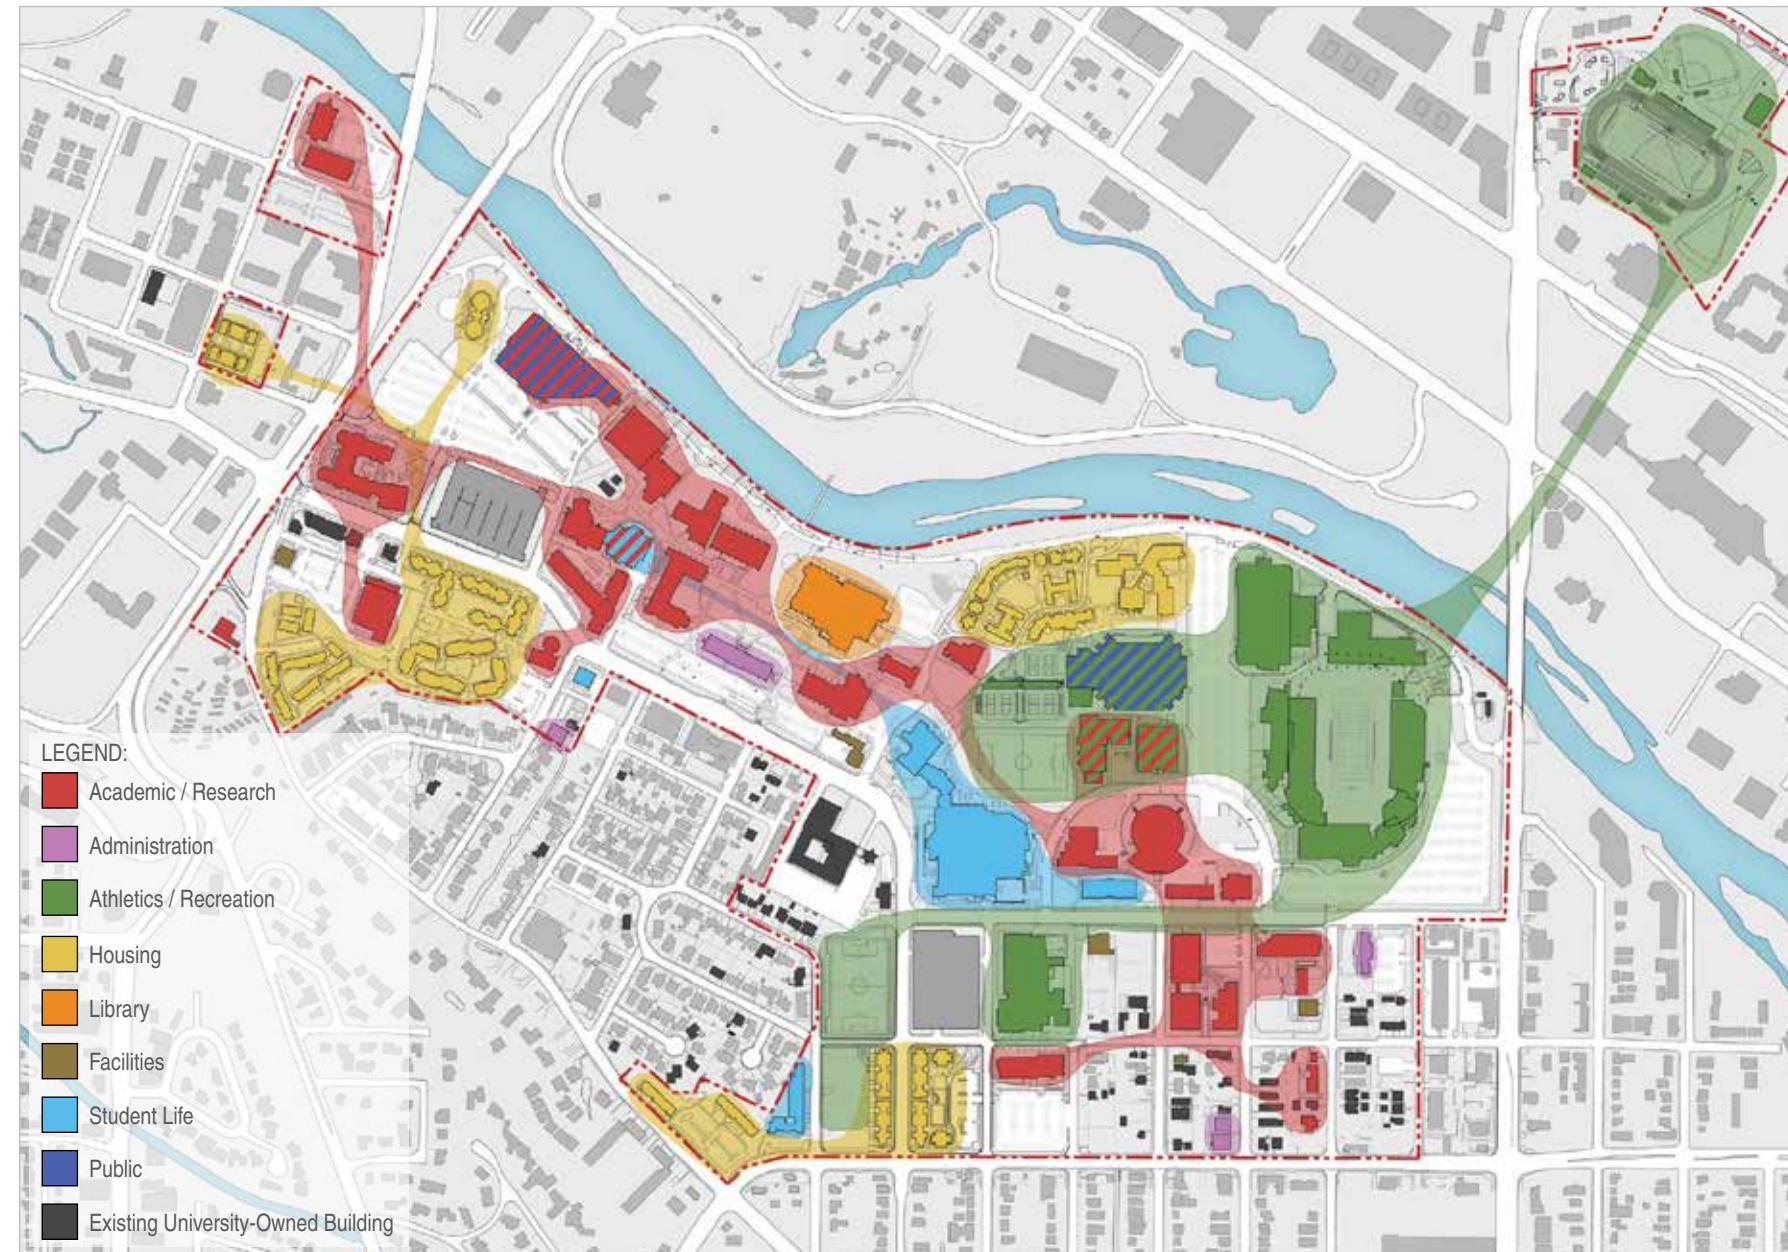 LEGEND:
Academic / Research
Administration
Athletics / Recreation
Housing
Library
Facilities
Student Life
Public
Existing University-Owned Building